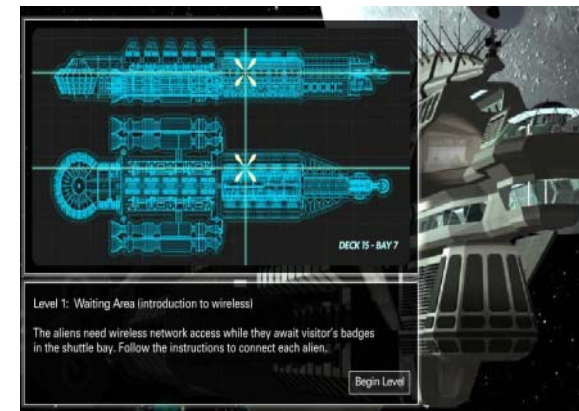 DECK 15 - BAY 7
Level 1: Waiting Area (introduction to wireless)
The aliens need wireless network access while they await visitor's badges
in the shuttle bay. Follow the instructions to connect each alien.
Begin Level